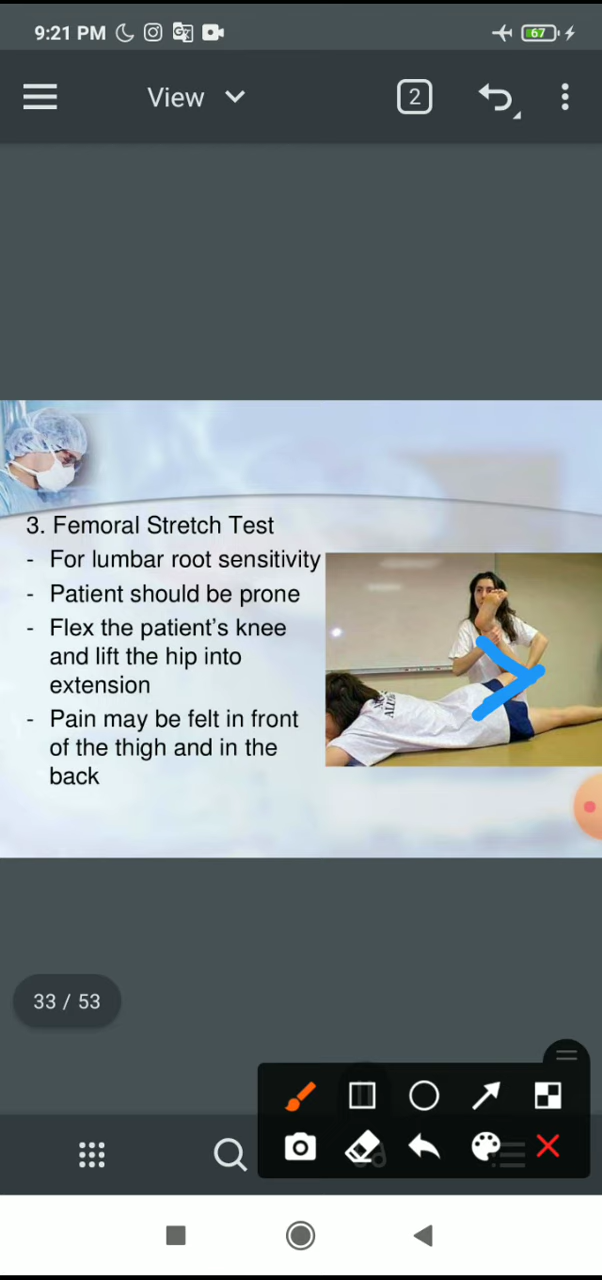 9:21 PM
67
View
2
3. Femoral Stretch Test
- For lumbar root sensitivity
- Patient should be prone
- Flex the patient's knee
and lift the hip into
extension
- Pain may be felt in front
of the thigh and in the
back
33 / 53